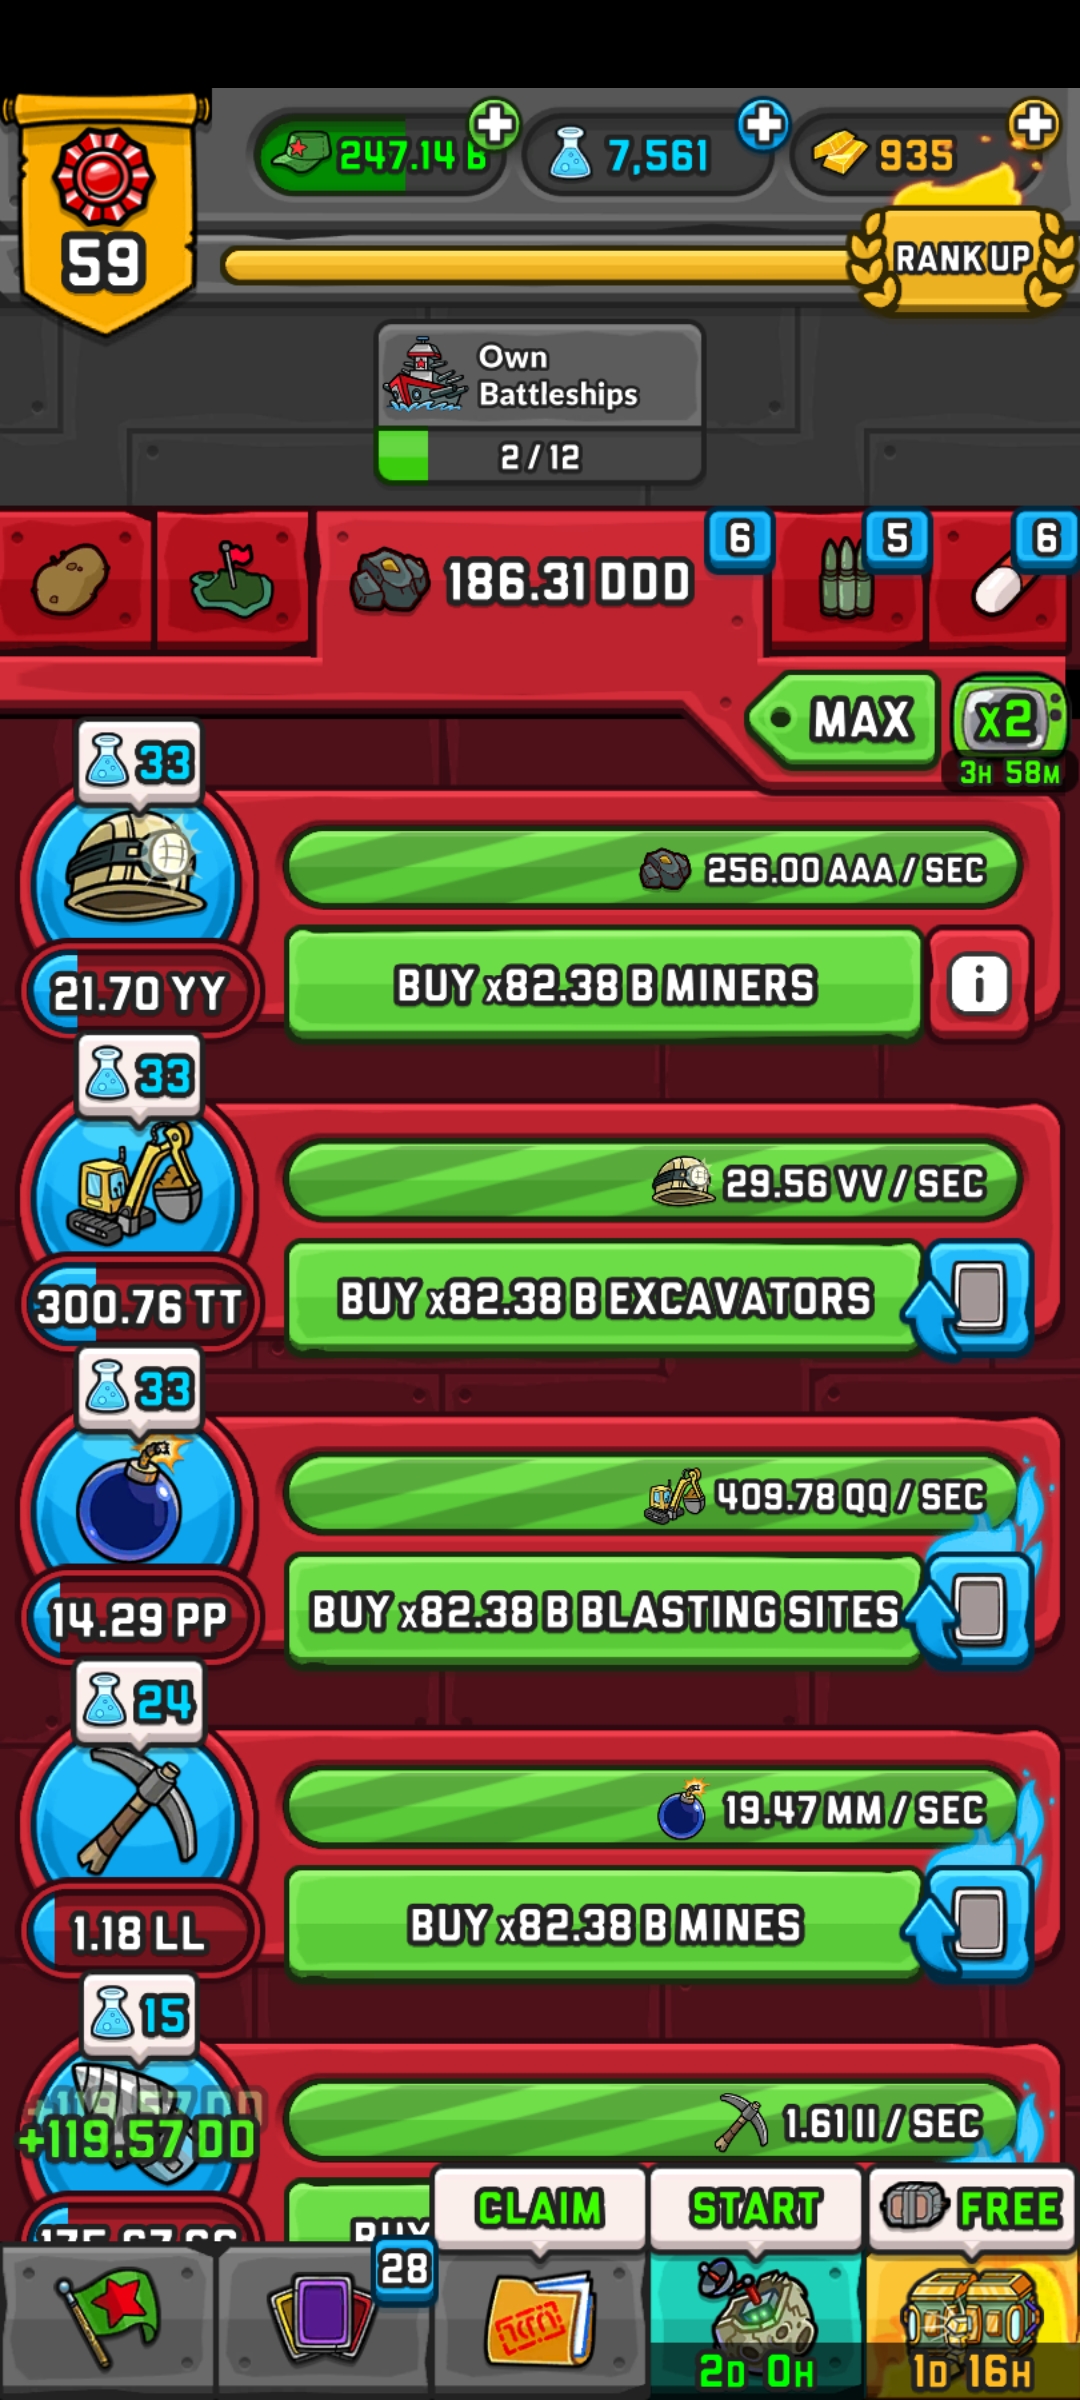 247.14 B
7,561
935
59
RANK UP
Own
Battleships
2 / 12
6
5
6
186.31 DDD
MAX
x2
3H 58M
33
256.00 AAA / SEC
21.70 YY
BUY x82.38 B MINERS
i
33
29.56 VV / SEC
300.76 TT
BUY x82.38 B EXCAVATORS
33
409.78 QQ / SEC
14.29 PP
BUY x82.38 B BLASTING SITES
24
19.47 MM / SEC
1.18 LL
BUY x82.38 B MINES
15
+119.57 DD
1.61 II / SEC
BUY
CLAIM
START
FREE
28
2D 0H
1D 16H